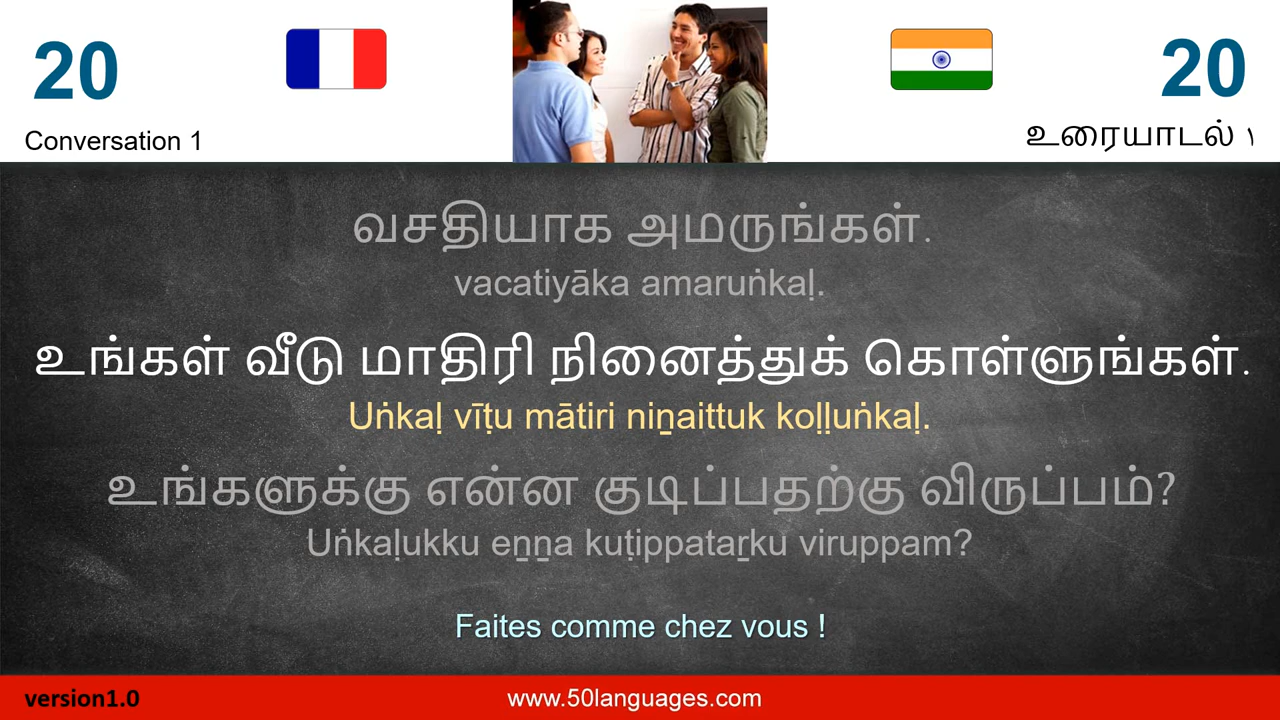 20
20
Conversation 1
உரையாடல் ๅ
வசதியாக அமருங்கள்.
vacatiyāka amaruṅkaḷ.
உங்கள் வீடு மாதிரி நினைத்துக் கொள்ளுங்கள்.
Uṅkaḷ vīṭu mātiri niṉaittuk koḷḷuṅkaḷ.
உங்களுக்கு என்ன குடிப்பதற்கு விருப்பம்?
Uṅkaḷukku eṉṉa kuṭippataṟku viruppam?
Faites comme chez vous !
version1.0
www.50languages.com